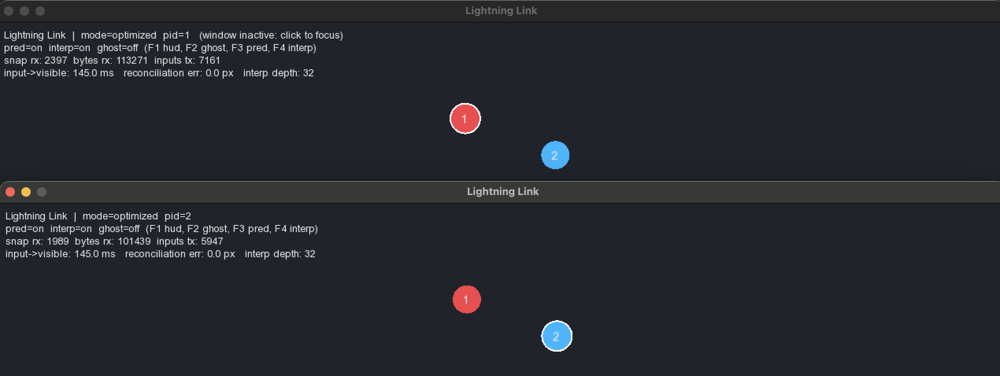 Lightning Link
Lightning Link | mode=optimized pid=1 (window inactive: click to focus)
pred=on interp=on ghost=off (F1 hud, F2 ghost, F3 pred, F4 interp)
snap rx: 2397 bytes rx: 113271 inputs tx: 7161
input->visible: 145.0 ms reconciliation err: 0.0 px interp depth: 32
1
2
Lightning Link
Lightning Link | mode=optimized pid=2
pred=on interp=on ghost=off (F1 hud, F2 ghost, F3 pred, F4 interp)
snap rx: 1989 bytes rx: 101439 inputs tx: 5947
input->visible: 145.0 ms reconciliation err: 0.0 px interp depth: 32
1
2